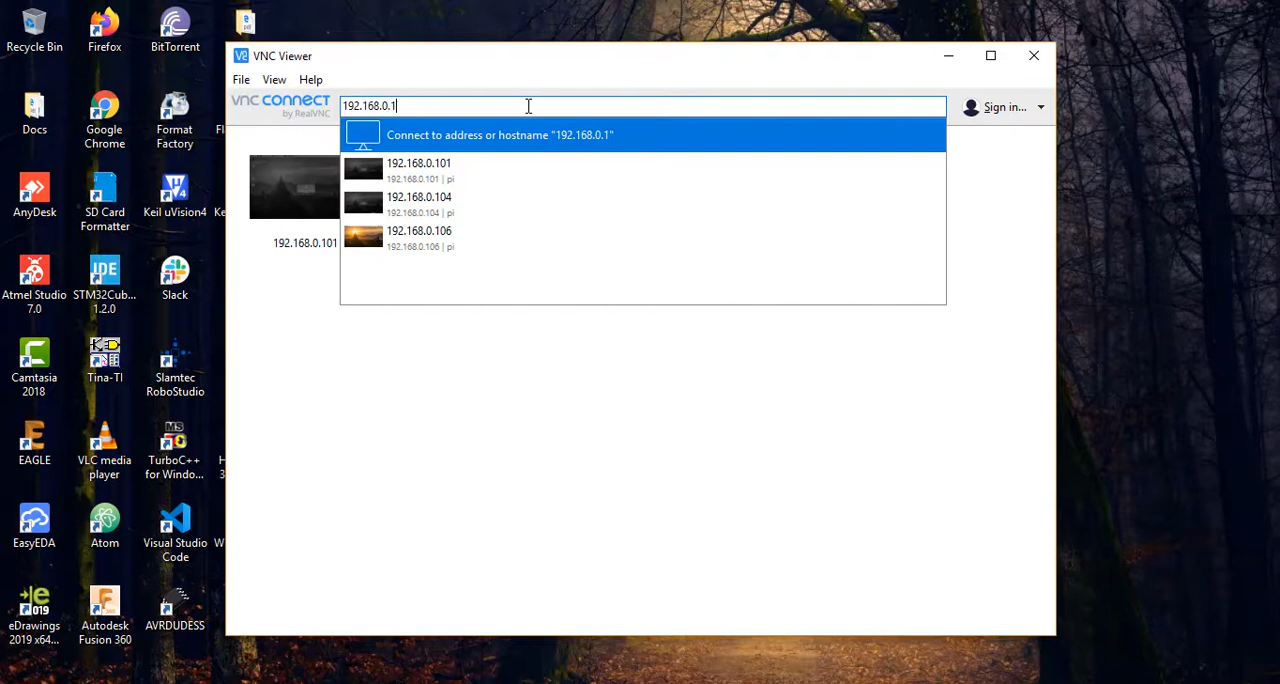 Recycle Bin
Firefox
BitTorrent
Docs
Google
Chrome
Format
Factory
AnyDesk
SD Card
Formatter
Keil uVision4
Ke
Atmel Studio
7.0
STM32Cub...
1.2.0
Slack
Camtasia
2018
Tina-TI
Slamtec
RoboStudio
EAGLE
VLC media
player
TurboC++
for Windo...
EasyEDA
Atom
Visual Studio
Code
eDrawings
2019 x64...
Autodesk
Fusion 360
AVRDUDESS
VNC Viewer
File View Help
vnc connect
by RealVNC
192.168.0.1
Sign in...
Connect to address or hostname "192.168.0.1"
192.168.0.101
192.168.0.101 | pi
192.168.0.104
192.168.0.104 | pi
192.168.0.106
192.168.0.106 | pi
192.168.0.101